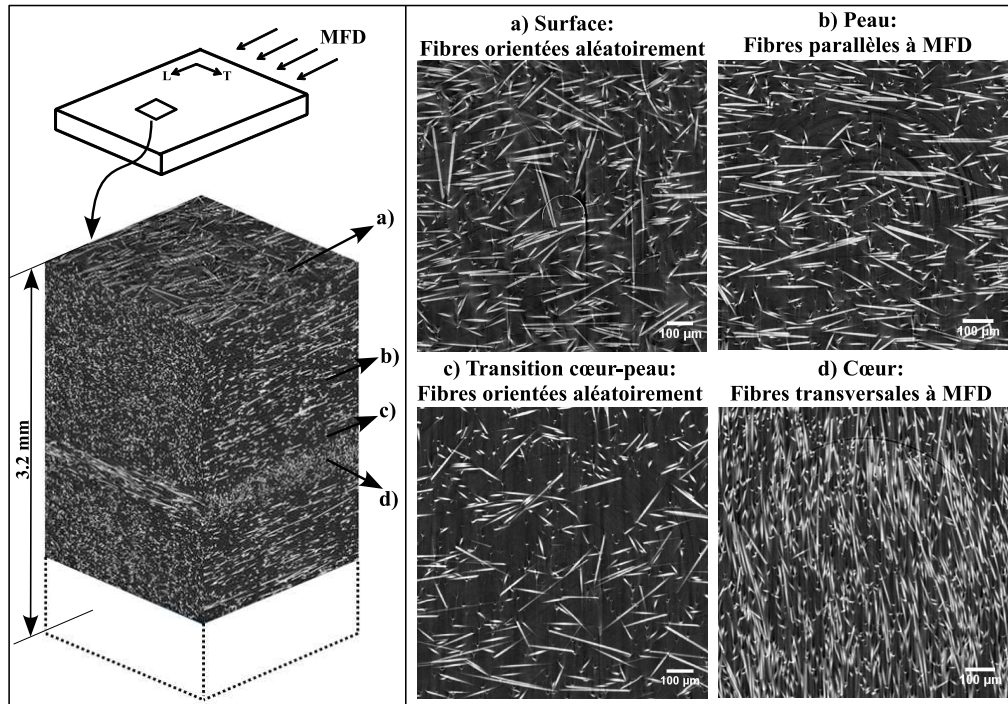 MFD
L
T
a)
b)
c)
d)
3.2 mm
a) Surface:
Fibres orientées aléatoirement
100 µm
b) Peau:
Fibres parallèles à MFD
100 µm
c) Transition cœur-peau:
Fibres orientées aléatoirement
100 µm
d) Cœur:
Fibres transversales à MFD
100 µm